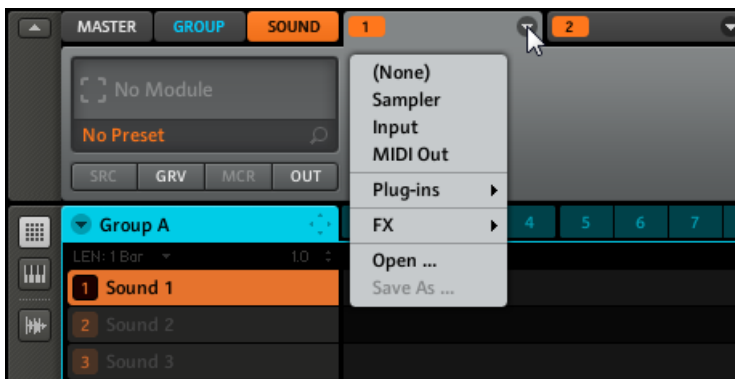 MASTER GROUP SOUND 1 2
No Module
No Preset
SRC GRV MCR OUT
(None)
Sampler
Input
MIDI Out
Plug-ins
FX
Open ...
Save As ...
Group A 4 5 6 7
LEN: 1 Bar 1.0
1 Sound 1
2 Sound 2
3 Sound 3